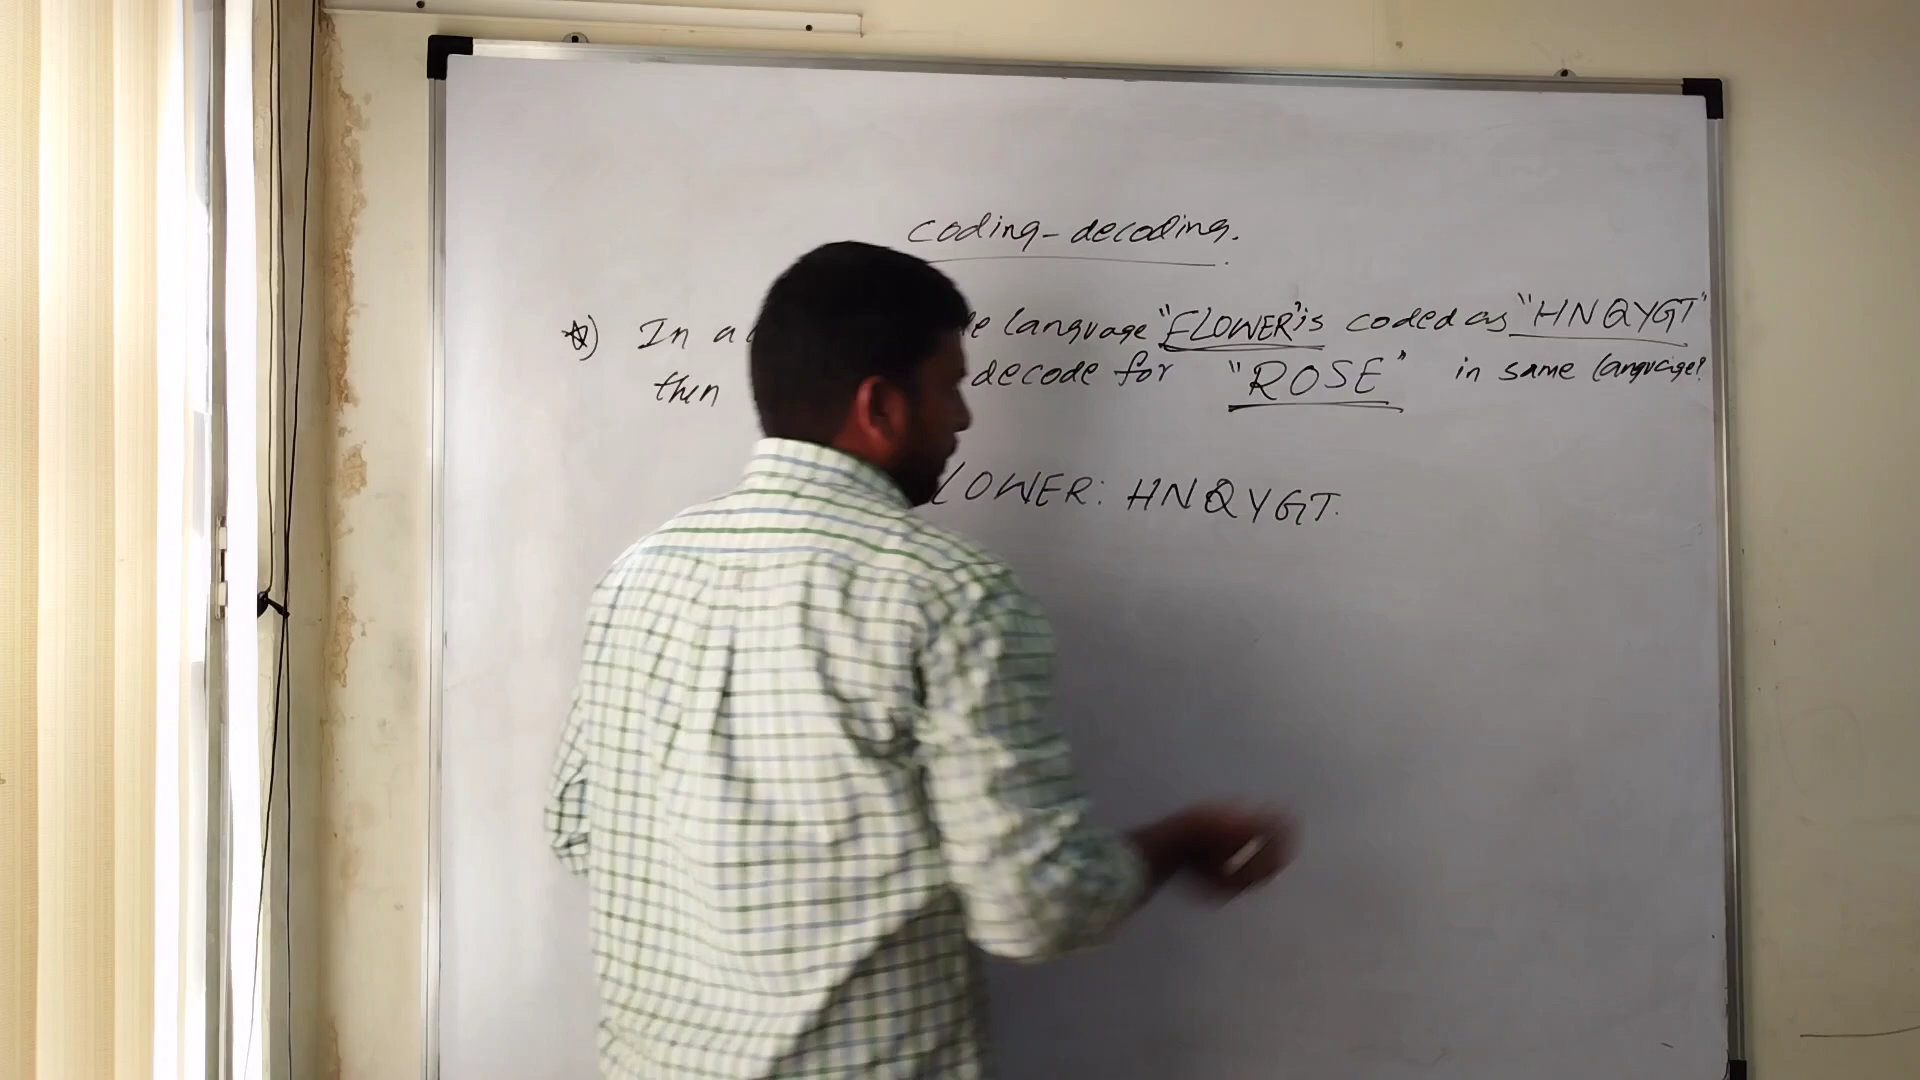 coding-decoding.
In a language "FLOWER" is coded as "HNQYGT"
then decode for "ROSE" in same language?
LOWER: HNQYGT.